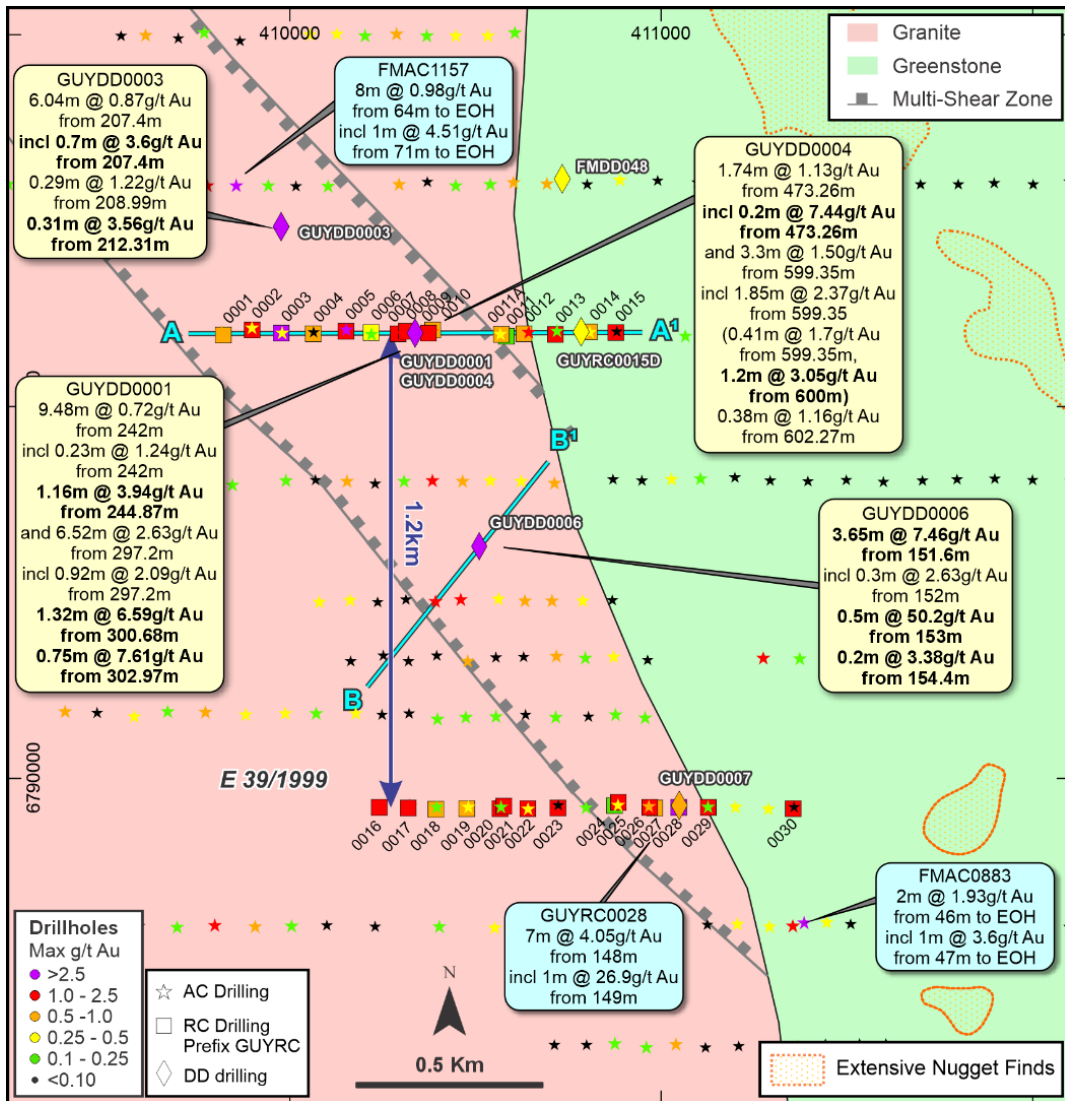 410000
411000
Granite
Greenstone
Multi-Shear Zone
GUYDD0003
6.04m @ 0.87g/t Au
from 207.4m
incl 0.7m @ 3.6g/t Au
from 207.4m
0.29m @ 1.22g/t Au
from 208.99m
0.31m @ 3.56g/t Au
from 212.31m
FMAC1157
8m @ 0.98g/t Au
from 64m to EOH
incl 1m @ 4.51g/t Au
from 71m to EOH
FMDD048
GUYDD0003
GUYDD0004
1.74m @ 1.13g/t Au
from 473.26m
incl 0.2m @ 7.44g/t Au
from 473.26m
and 3.3m @ 1.50g/t Au
from 599.35m
incl 1.85m @ 2.37g/t Au
from 599.35
(0.41m @ 1.7g/t Au
from 599.35m,
1.2m @ 3.05g/t Au
from 600m)
0.38m @ 1.16g/t Au
from 602.27m
0001
0002
0003
0004
0005
0006
0007
0008
0009
0010
0011A
0011
0012
0013
0014
0015
A
A¹
GUYDD0001
GUYDD0004
GUYRC0015D
GUYDD0001
9.48m @ 0.72g/t Au
from 242m
incl 0.23m @ 1.24g/t Au
from 242m
1.16m @ 3.94g/t Au
from 244.87m
and 6.52m @ 2.63g/t Au
from 297.2m
incl 0.92m @ 2.09g/t Au
from 297.2m
1.32m @ 6.59g/t Au
from 300.68m
0.75m @ 7.61g/t Au
from 302.97m
B¹
1.2km
GUYDD0006
GUYDD0006
3.65m @ 7.46g/t Au
from 151.6m
incl 0.3m @ 2.63g/t Au
from 152m
0.5m @ 50.2g/t Au
from 153m
0.2m @ 3.38g/t Au
from 154.4m
B
6790000
E 39/1999
GUYDD0007
0016
0017
0018
0019
0020
0021
0022
0023
0024
0025
0026
0027
0028
0029
0030
GUYRC0028
7m @ 4.05g/t Au
from 148m
incl 1m @ 26.9g/t Au
from 149m
FMAC0883
2m @ 1.93g/t Au
from 46m to EOH
incl 1m @ 3.6g/t Au
from 47m to EOH
Drillholes
Max g/t Au
>2.5
1.0 - 2.5
0.5 -1.0
0.25 - 0.5
0.1 - 0.25
<0.10
AC Drilling
RC Drilling
Prefix GUYRC
DD drilling
N
0.5 Km
Extensive Nugget Finds